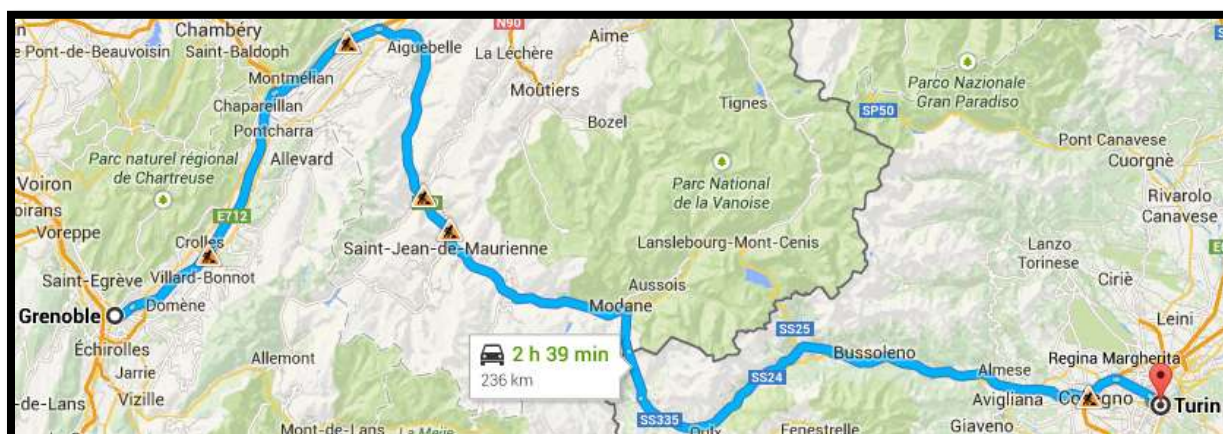 Chambéry
N90
Aime
Pont-de-Beauvoisin
Saint-Baldoph
Aiguebelle
La Léchère
Montmélian
Moûtiers
Parco Nazionale
Gran Paradiso
Chapareillan
Tignes
SP50
Pontcharra
Bozel
Pont Canavese
Parc naturel régional
de Chartreuse
Allevard
Cuorgnè
Voiron
Parc National
de la Vanoise
Rivarolo
Canavese
Voreppe
E712
Crolles
Saint-Jean-de-Maurienne
Lanslebourg-Mont-Cenis
Lanzo
Torinese
Saint-Egrève
Villard-Bonnot
Aussois
Ciriè
Domène
Modane
Grenoble
Leini
Échirolles
SS25
2 h 39 min
Bussoleno
Regina Margherita
Jarrie
Allemont
236 km
SS24
Almese
Vizille
Avigliana
Turin
SS335
Giaveno
Mont-de-Lans
Fenestrelle